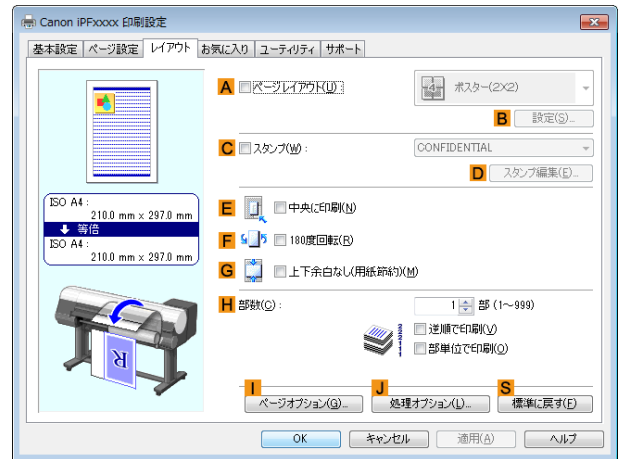 Canon iPFxxxx 印刷設定
基本設定 ページ設定 レイアウト お気に入り ユーティリティ サポート
A ページレイアウト(U) : 4 ポスター(2X2)
B 設定(S)...
C スタンプ(W) : CONFIDENTIAL
D スタンプ編集(E)...
ISO A4 :
210.0 mm x 297.0 mm
等倍
ISO A4 :
210.0 mm x 297.0 mm
E 中央に印刷(N)
F 180度回転(R)
G 上下余白なし(用紙節約)(M)
H 部数(C) : 1 部 (1～999)
逆順で印刷(V)
部単位で印刷(O)
R
I ページオプション(G)...
J 処理オプション(L)...
S 標準に戻す(F)
OK キャンセル 適用(A) ヘルプ